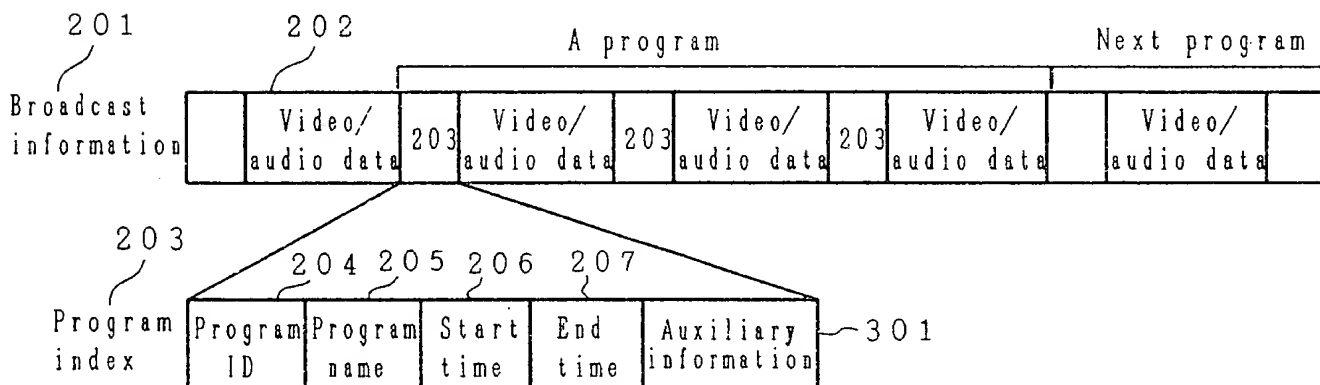 201
202
A program
Next program
Broadcast
information
Video/
audio data
203
Video/
audio data
203
Video/
audio data
203
Video/
audio data
Video/
audio data
203
204
205
206
207
Program
index
Program
ID
Program
name
Start
time
End
time
Auxiliary
information
301